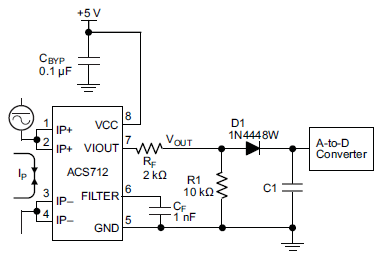 +5 V
CBYP
0.1 µF
1 IP+ VCC 8
2 IP+ VIOUT 7
VOUT
D1
1N4448W
A-to-D
Converter
IP
ACS712
RF
2 kΩ
R1
10 kΩ
C1
3 IP– FILTER 6
CF
1 nF
4 IP–
GND 5